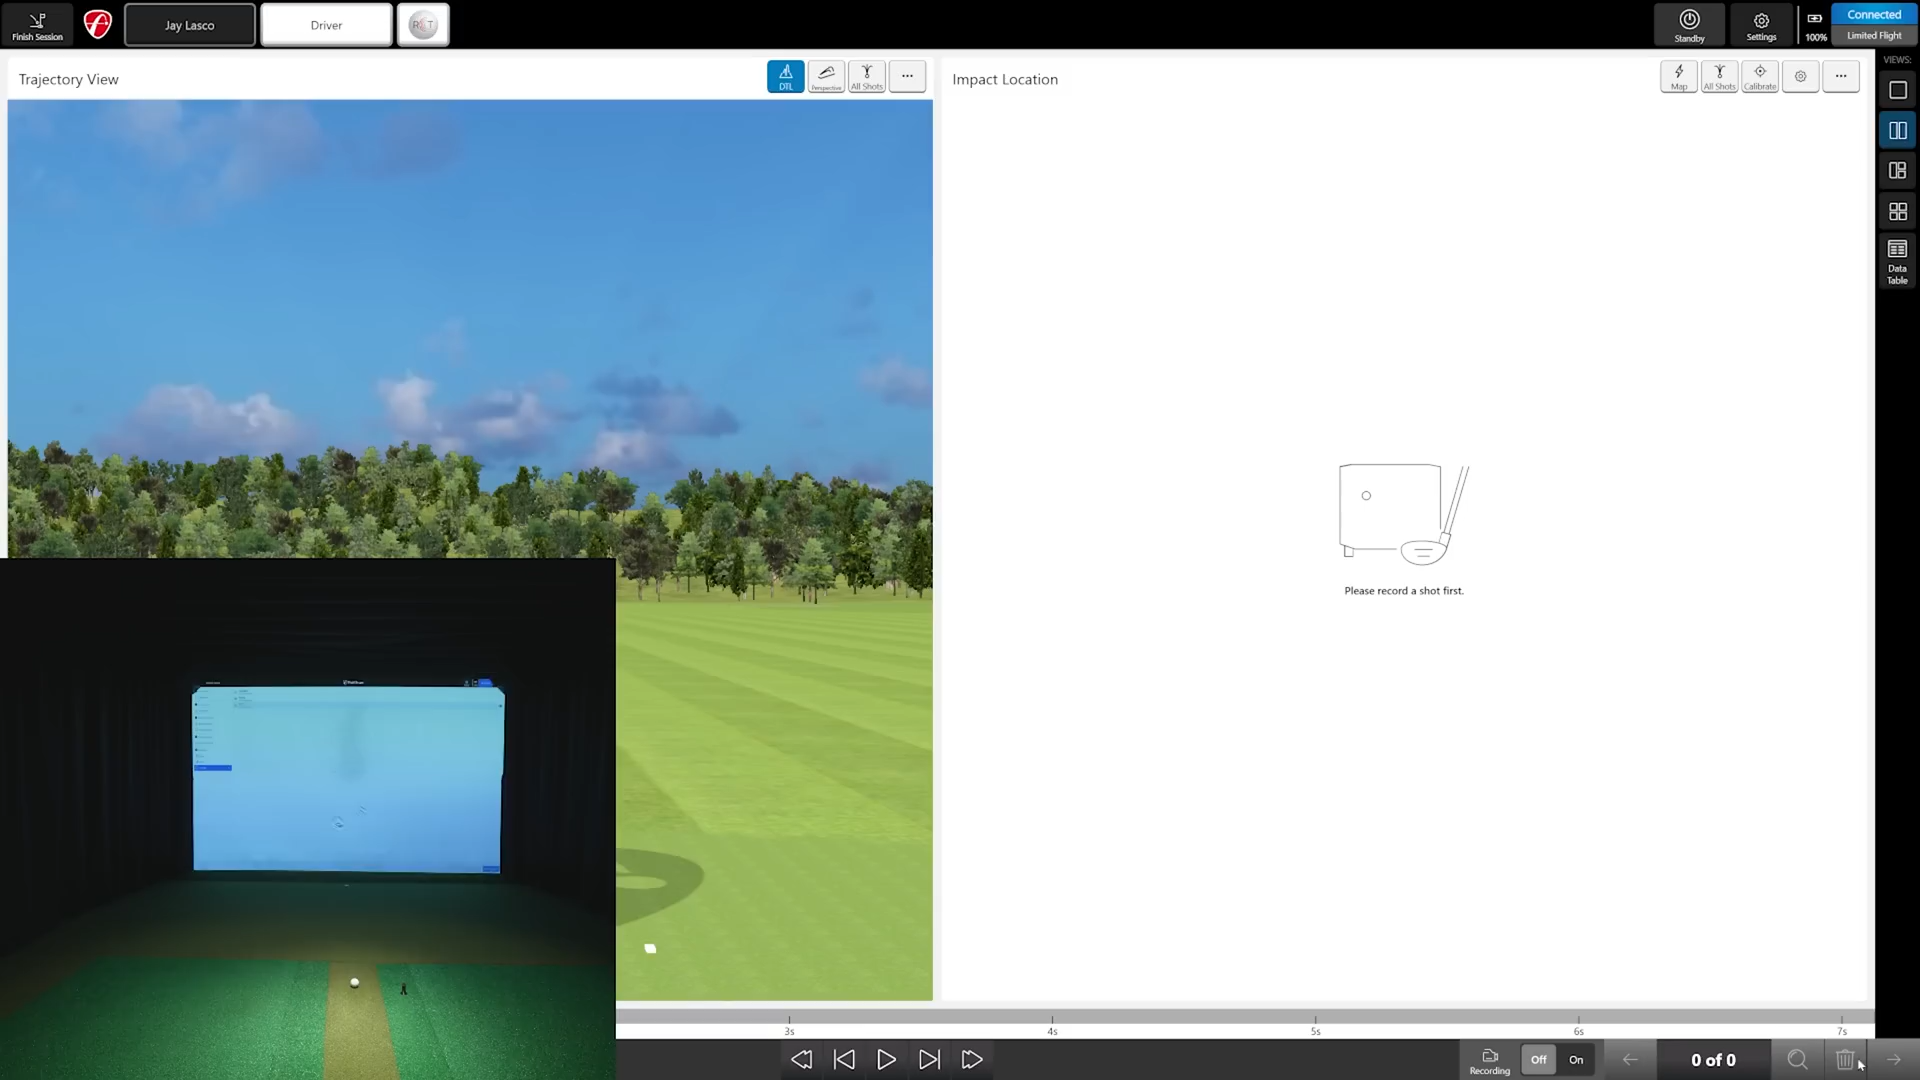 Finish Session
Jay Lasco
Driver
RCT
Standby
Settings
100%
Connected
Limited Flight
VIEWS:
Trajectory View
DTL
Perspective
All Shots
Impact Location
Map
All Shots
Calibrate
Data
Table
Please record a shot first.
3s
4s
5s
6s
7s
Recording
Off
On
0 of 0